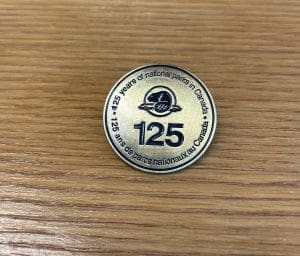 125 years of national parks in Canada
125
125 ans de parcs nationaux au Canada